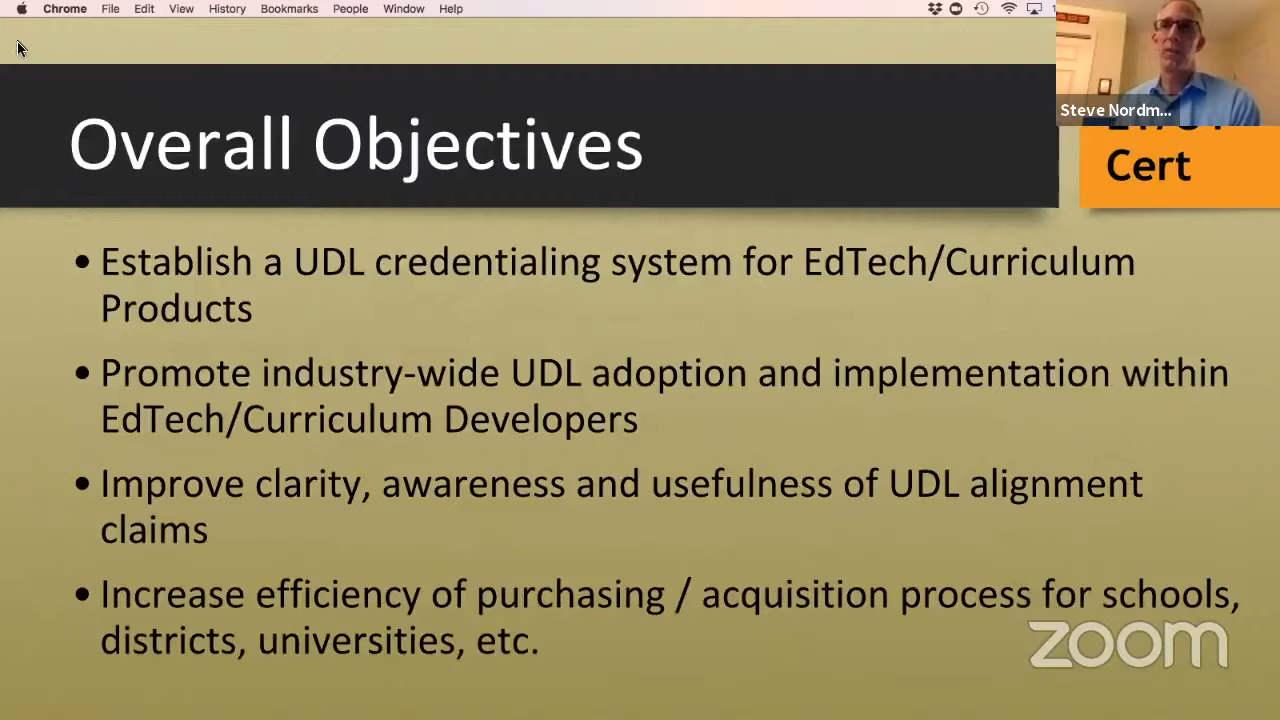 Chrome File Edit View History Bookmarks People Window Help
Steve Nordm...
Overall Objectives
Cert
• Establish a UDL credentialing system for EdTech/Curriculum
Products
• Promote industry-wide UDL adoption and implementation within
EdTech/Curriculum Developers
• Improve clarity, awareness and usefulness of UDL alignment
claims
• Increase efficiency of purchasing / acquisition process for schools,
districts, universities, etc.
zoom